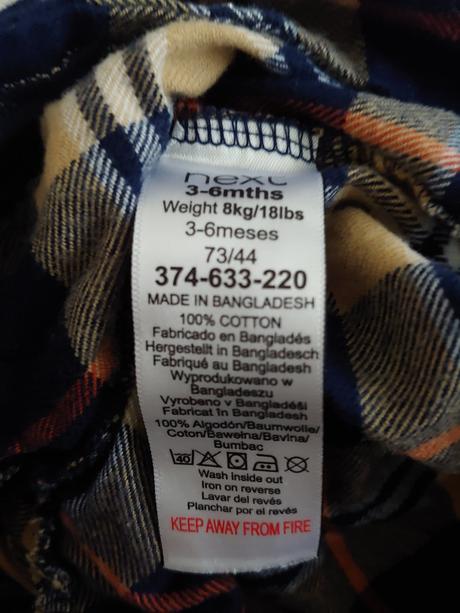 next
3-6mths
Weight 8kg/18lbs
3-6meses
73/44
374-633-220
MADE IN BANGLADESH
100% COTTON
Fabricado en Bangladés
Hergestellt in Bangladesch
Fabriqué au Bangladesh
Wyprodukowano w
Bangladeszu
Vyrobeno v Bangladéši
Fabricat în Bangladesh
100% Algodón/Baumwolle/
Coton/Bawełna/Bavlna/
Bumbac
40
Wash inside out
Iron on reverse
Lavar del revés
Planchar por el revés
KEEP AWAY FROM FIRE